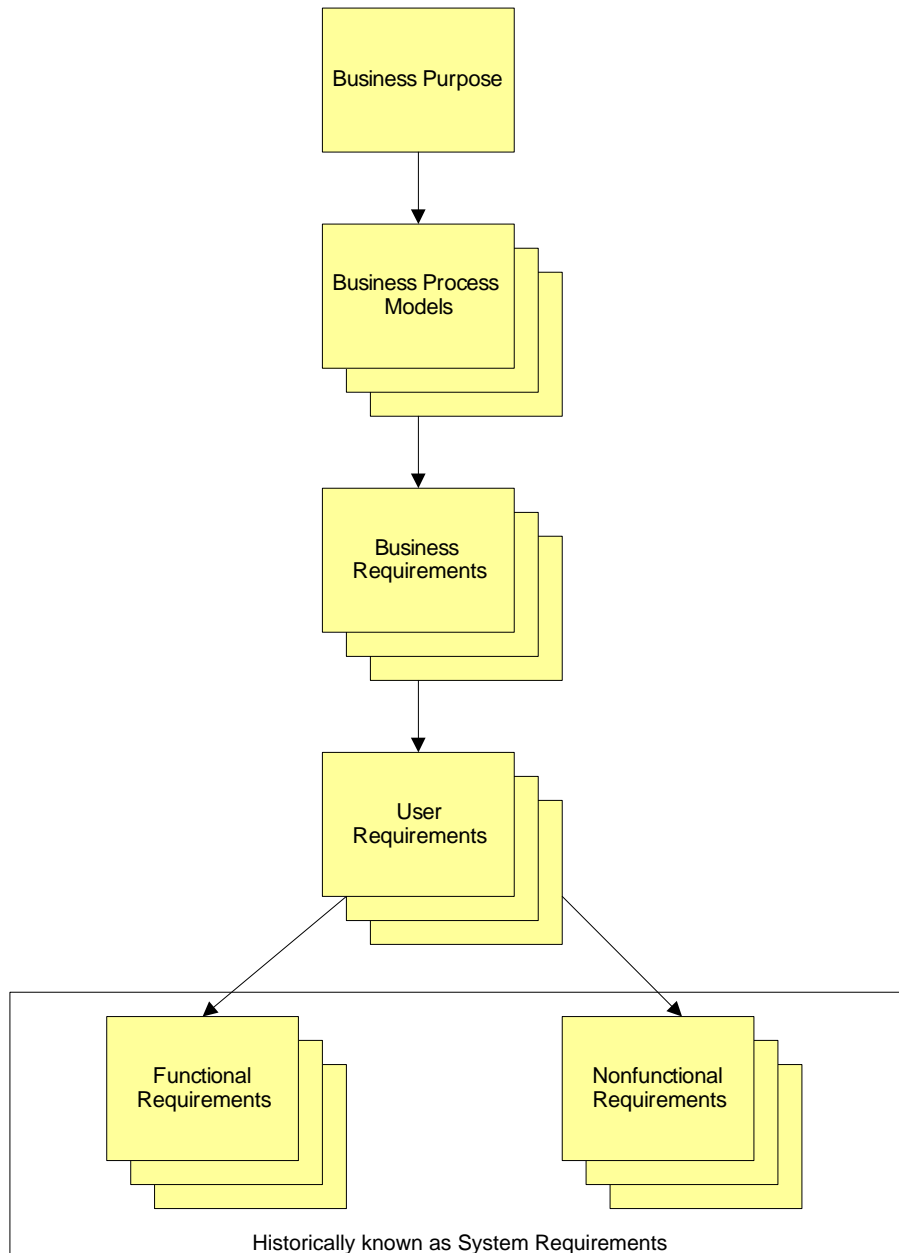 Business Purpose
Business Process
Models
Business
Requirements
User
Requirements
Functional
Requirements
Nonfunctional
Requirements
Historically known as System Requirements